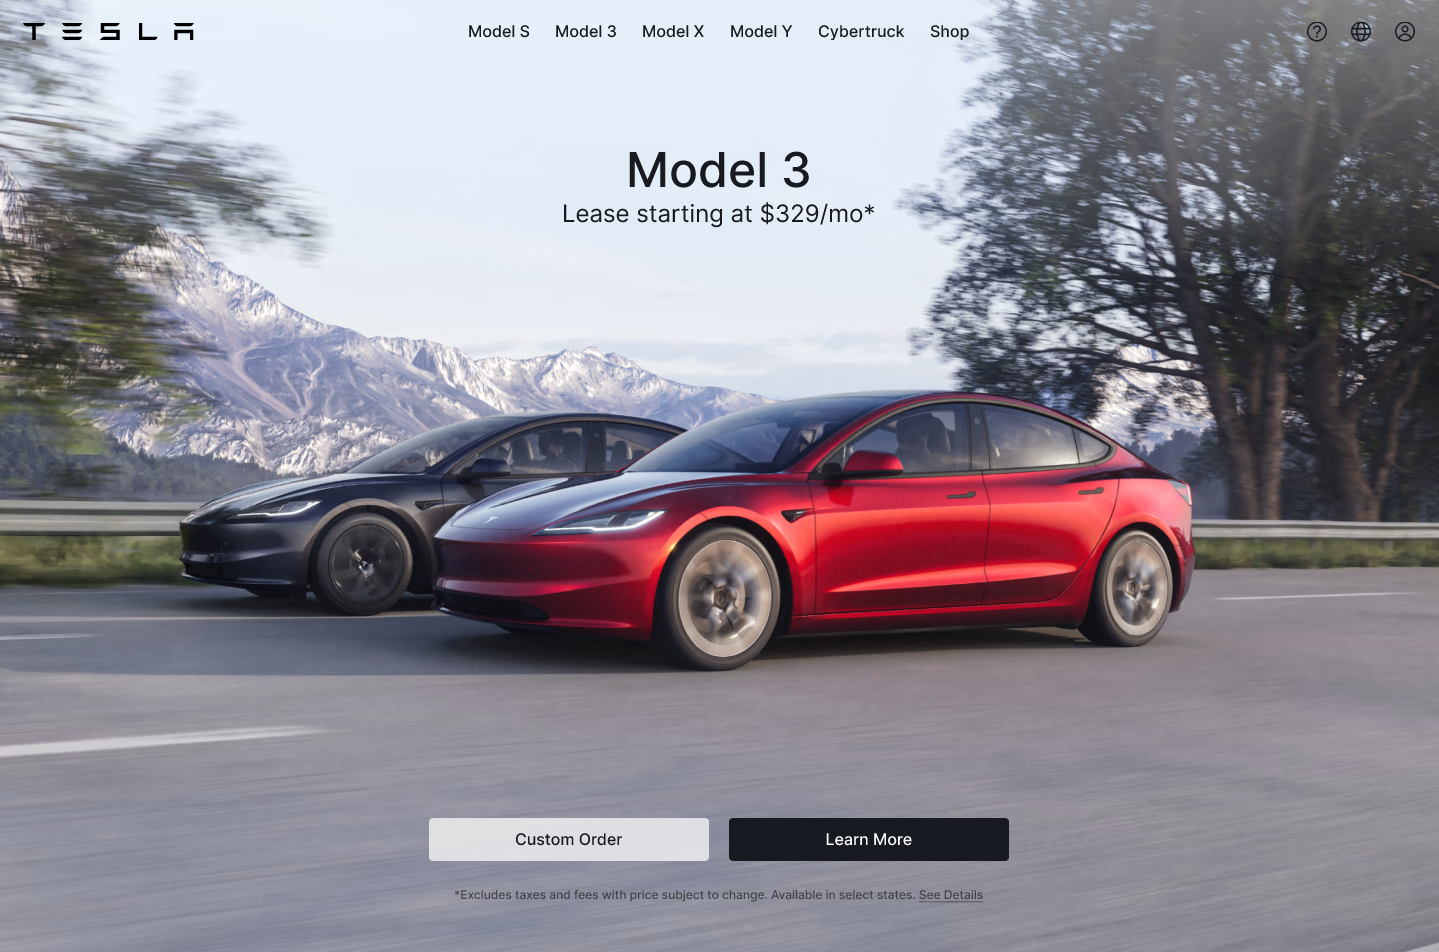 TESLA
Model S Model 3 Model X Model Y Cybertruck Shop
Model 3
Lease starting at $329/mo*
Custom Order
Learn More
*Excludes taxes and fees with price subject to change. Available in select states. See Details